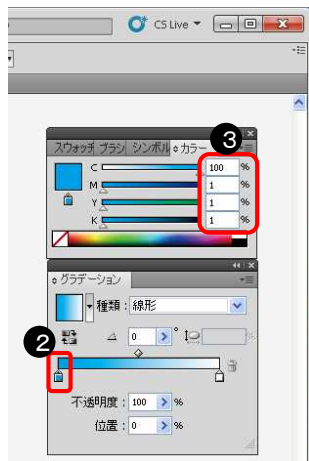 CS Live
3
スウォッチ ブラシ シンボル カラー
C 100 %
M 1 %
Y 1 %
K 1 %
グラデーション
種類：線形
2
0 °
不透明度：100 %
位置：0 %